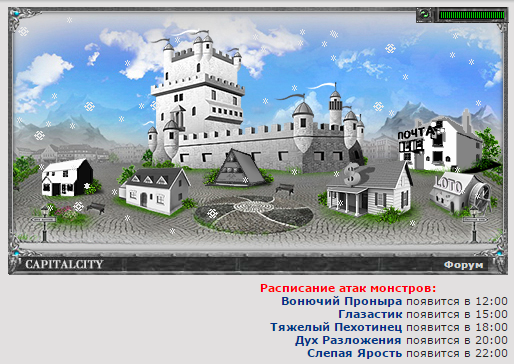 ПОЧТА
$
LOTO
CAPITALCITY
Форум
Расписание атак монстров:
Вонючий Проныра появится в 12:00
Глазастик появится в 15:00
Тяжелый Пехотинец появится в 18:00
Дух Разложения появится в 20:00
Слепая Ярость появится в 22:00